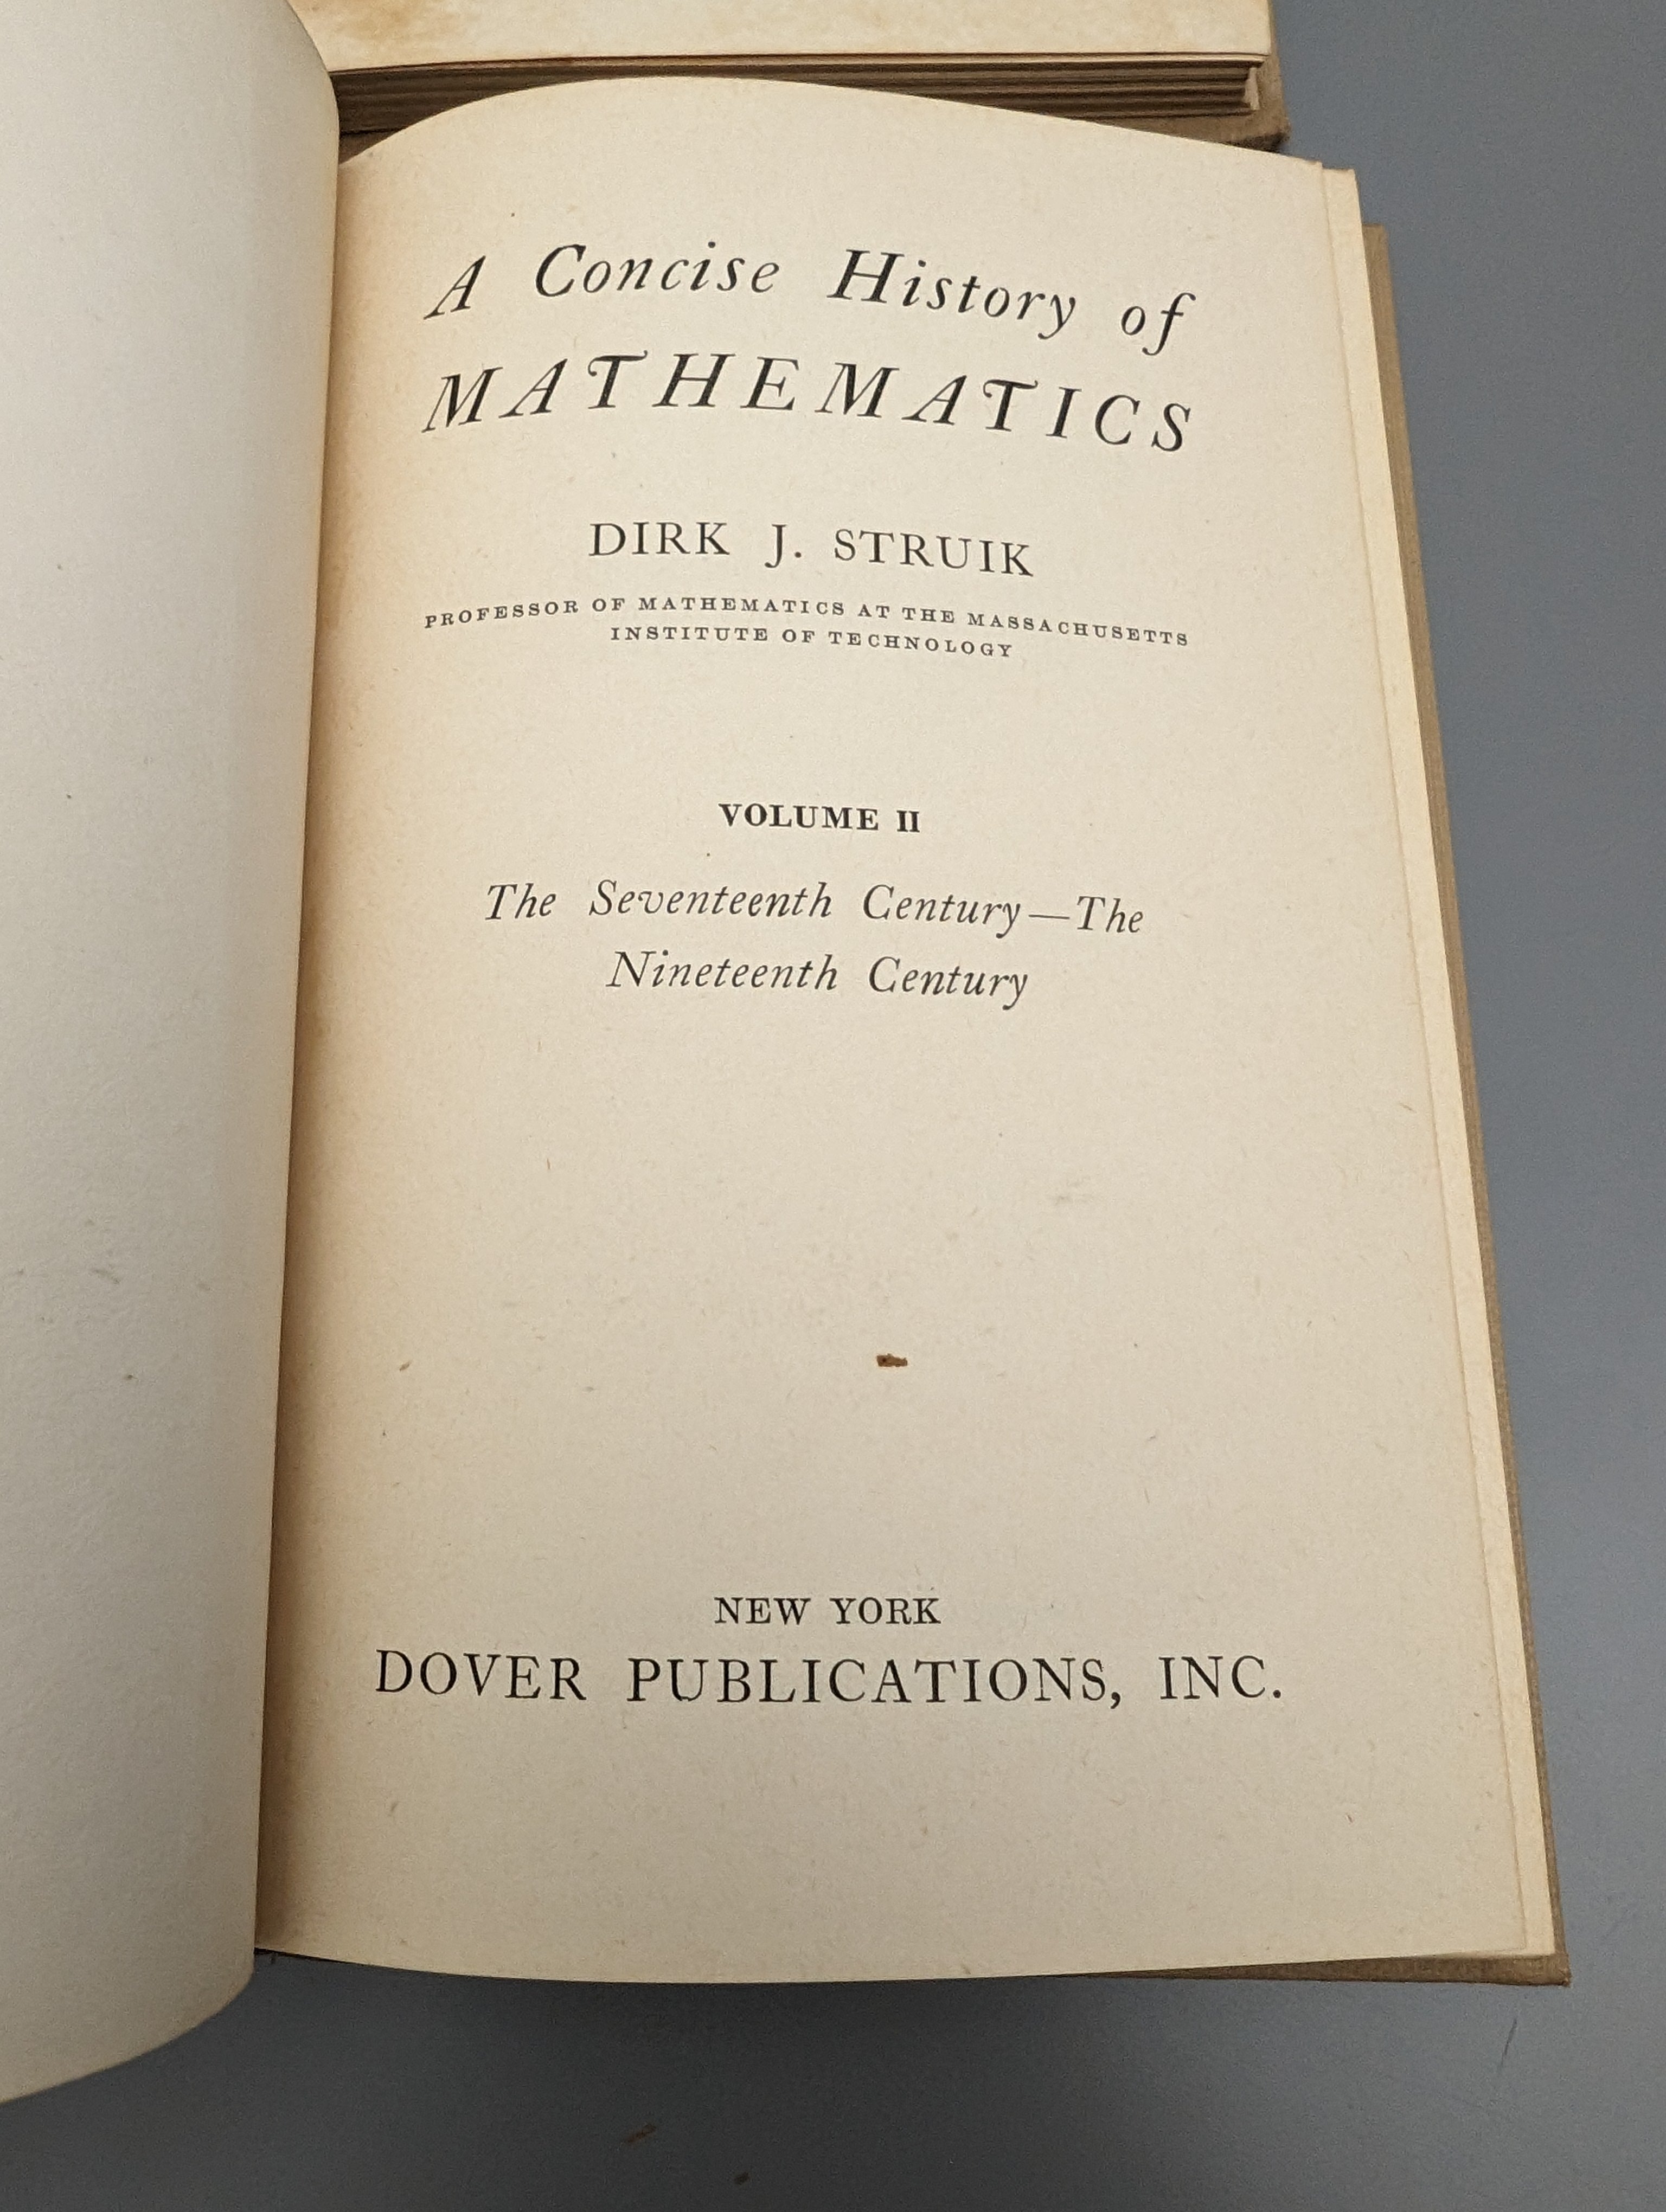 A Concise History of
MATHEMATICS
DIRK J. STRUIK
PROFESSOR OF MATHEMATICS AT THE MASSACHUSETTS
INSTITUTE OF TECHNOLOGY
VOLUME II
The Seventeenth Century—The
Nineteenth Century
NEW YORK
DOVER PUBLICATIONS, INC.